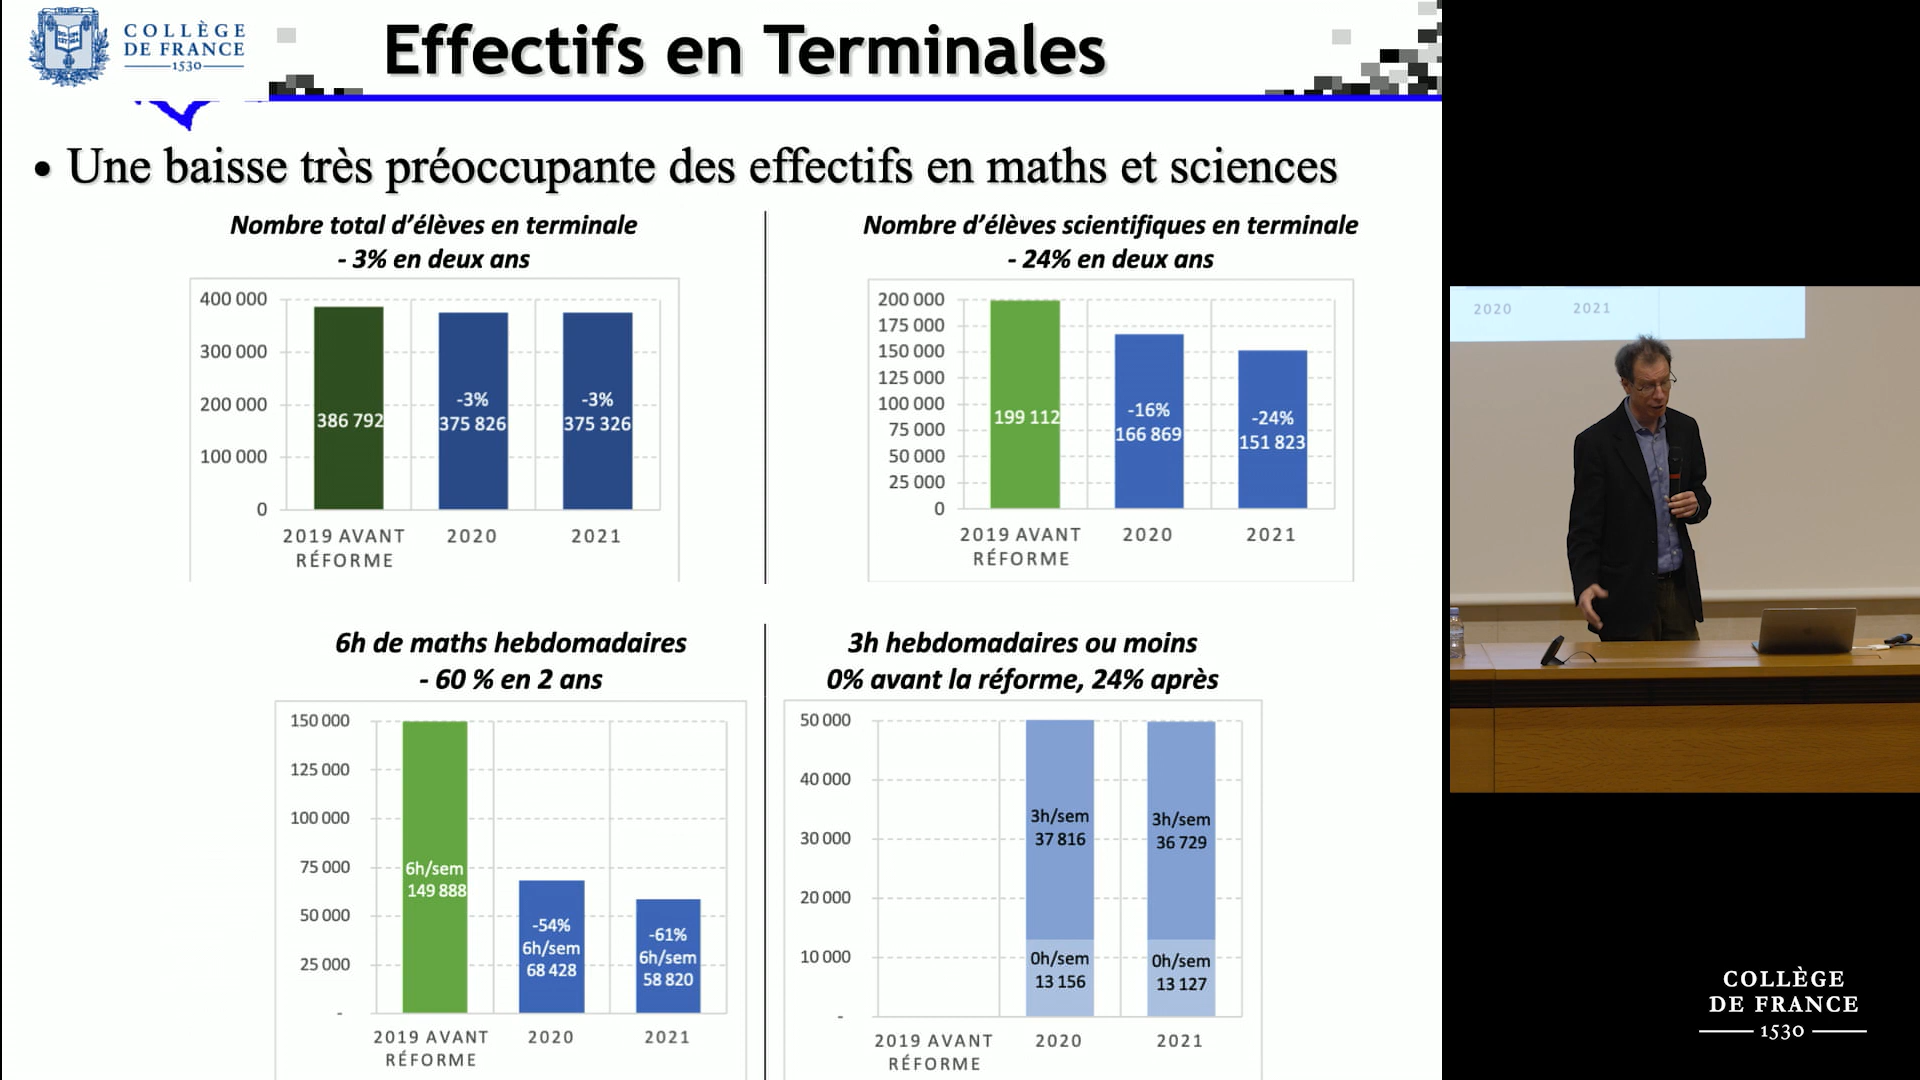 COLLÈGE
DE FRANCE
1530
Effectifs en Terminales
• Une baisse très préoccupante des effectifs en maths et sciences
Nombre total d'élèves en terminale
- 3% en deux ans
400 000
300 000
200 000
100 000
0
386 792
-3%
375 826
-3%
375 326
2019 AVANT
RÉFORME
2020
2021
Nombre d'élèves scientifiques en terminale
- 24% en deux ans
200 000
175 000
150 000
125 000
100 000
75 000
50 000
25 000
0
199 112
-16%
166 869
-24%
151 823
2019 AVANT
RÉFORME
2020
2021
6h de maths hebdomadaires
- 60 % en 2 ans
150 000
125 000
100 000
75 000
50 000
25 000
-
6h/sem
149 888
-54%
6h/sem
68 428
-61%
6h/sem
58 820
2019 AVANT
RÉFORME
2020
2021
3h hebdomadaires ou moins
0% avant la réforme, 24% après
50 000
40 000
30 000
20 000
10 000
-
3h/sem
37 816
0h/sem
13 156
3h/sem
36 729
0h/sem
13 127
2019 AVANT
RÉFORME
2020
2021
2020
2021
COLLÈGE
DE FRANCE
1530